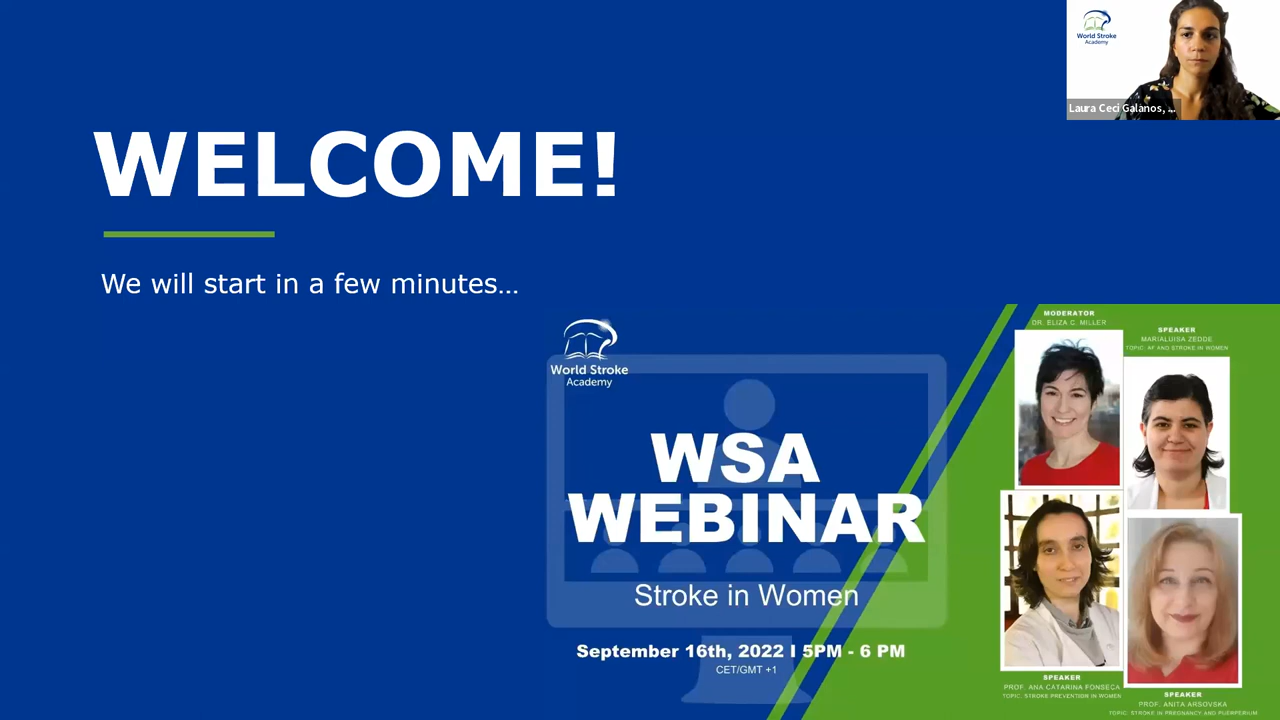 World Stroke
Academy
Laura Ceci Galanos, ...
WELCOME!
We will start in a few minutes…
World Stroke
Academy
WSA
WEBINAR
Stroke in Women
September 16th, 2022 I 5PM - 6 PM
CET/GMT +1
MODERATOR
DR. ELIZA C. MILLER
SPEAKER
MARIALUISA ZEDDE
TOPIC: AF AND STROKE IN WOMEN
SPEAKER
PROF. ANA CATARINA FONSECA
TOPIC: STROKE PREVENTION IN WOMEN
SPEAKER
PROF. ANITA ARSOVSKA
TOPIC: STROKE IN PREGNANCY AND PUERPERIUM